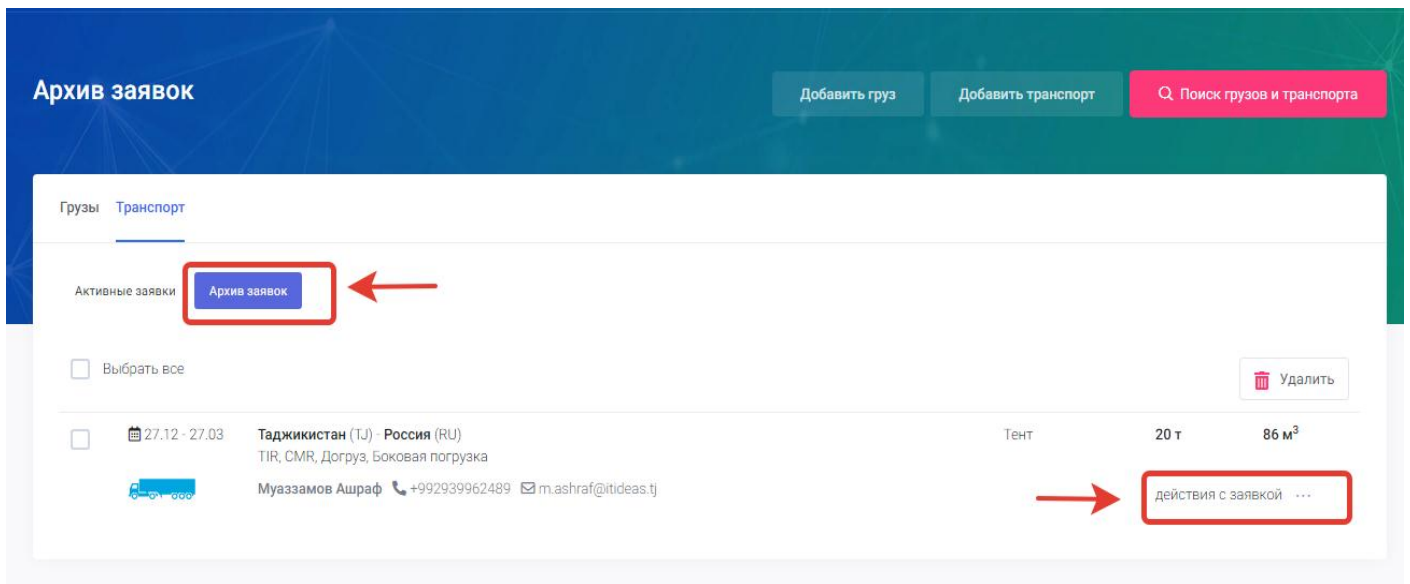 Архив заявок
Добавить груз
Добавить транспорт
Поиск грузов и транспорта
Грузы Транспорт
Активные заявки Архив заявок
Выбрать все
Удалить
27.12 - 27.03 Таджикистан (TJ) - Россия (RU) Тент 20 т 86 м³
TIR, CMR, Догруз, Боковая погрузка
Муаззамов Ашраф +992939962489 m.ashraf@itideas.tj
действия с заявкой ...